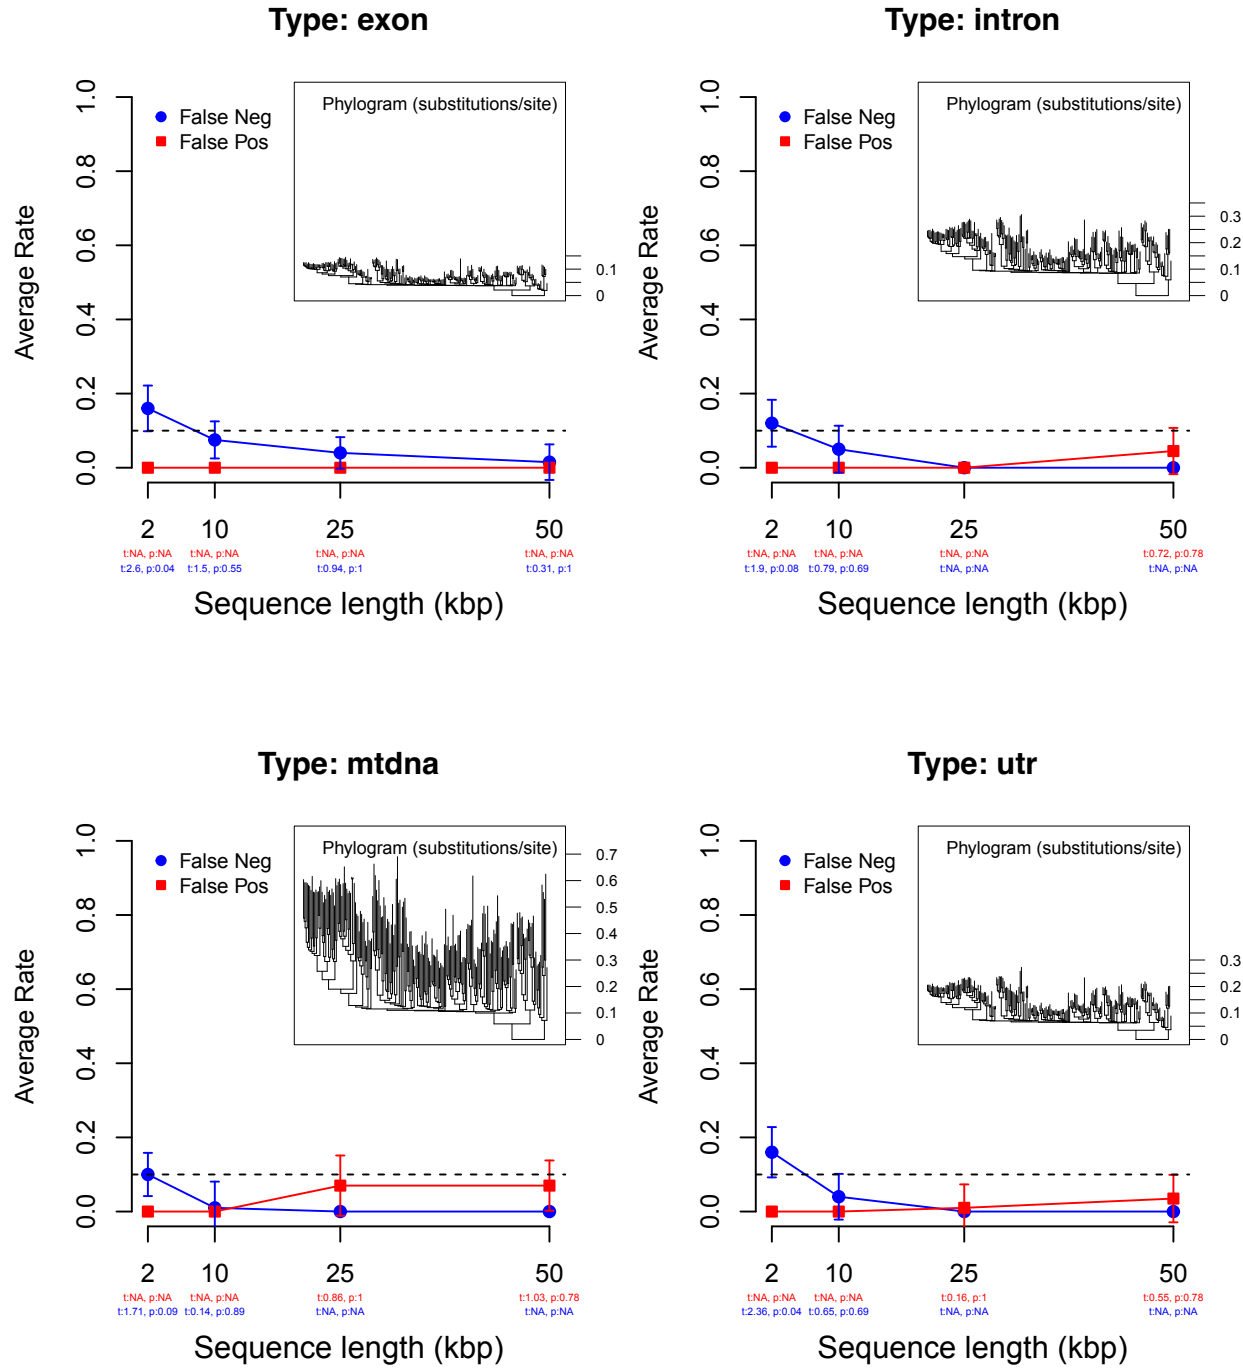 Type: exon
Phylogram (substitutions/site)
False Neg
False Pos
Average Rate
1.0
0.8
0.6
0.4
0.2
0.0
0.1
0
2 10 25 50
t:NA, p:NA t:NA, p:NA t:NA, p:NA t:NA, p:NA
t:2.6, p:0.04 t:1.5, p:0.55 t:0.94, p:1 t:0.31, p:1
Sequence length (kbp)
Type: intron
Phylogram (substitutions/site)
False Neg
False Pos
Average Rate
1.0
0.8
0.6
0.4
0.2
0.0
0.3
0.2
0.1
0
2 10 25 50
t:NA, p:NA t:NA, p:NA t:NA, p:NA t:0.72, p:0.78
t:1.9, p:0.08 t:0.79, p:0.69 t:NA, p:NA t:NA, p:NA
Sequence length (kbp)
Type: mtdna
Phylogram (substitutions/site)
False Neg
False Pos
Average Rate
1.0
0.8
0.6
0.4
0.2
0.0
0.7
0.6
0.5
0.4
0.3
0.2
0.1
0
2 10 25 50
t:NA, p:NA t:NA, p:NA t:0.86, p:1 t:1.03, p:0.78
t:1.71, p:0.09 t:0.14, p:0.89 t:NA, p:NA t:NA, p:NA
Sequence length (kbp)
Type: utr
Phylogram (substitutions/site)
False Neg
False Pos
Average Rate
1.0
0.8
0.6
0.4
0.2
0.0
0.3
0.2
0.1
0
2 10 25 50
t:NA, p:NA t:NA, p:NA t:0.16, p:1 t:0.55, p:0.78
t:2.36, p:0.04 t:0.65, p:0.69 t:NA, p:NA t:NA, p:NA
Sequence length (kbp)